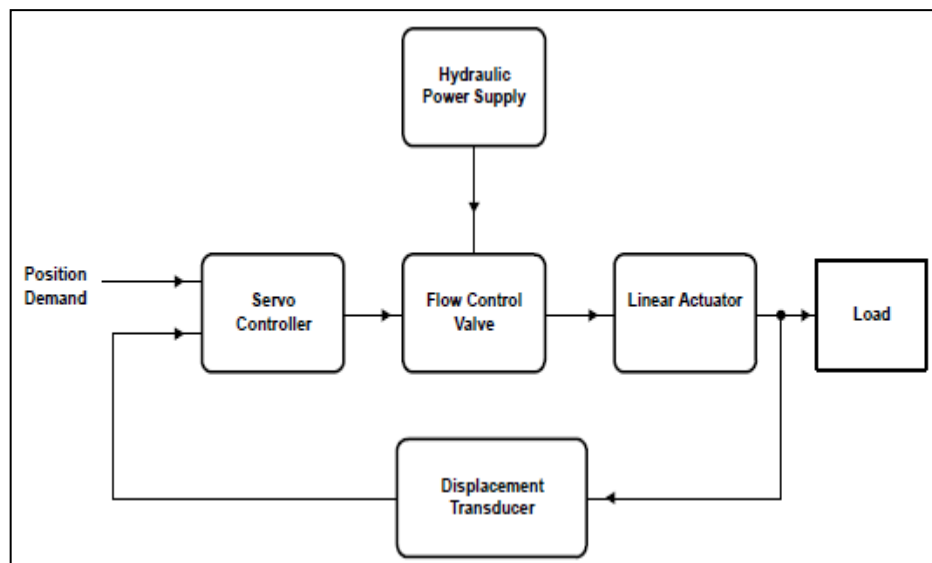 Hydraulic
Power Supply
Position
Demand
Servo
Controller
Flow Control
Valve
Linear Actuator
Load
Displacement
Transducer